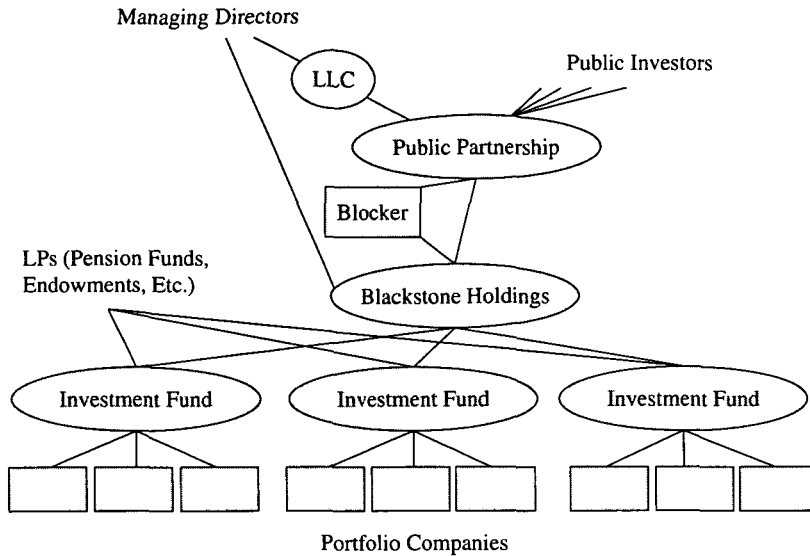 Managing Directors
LLC
Public Investors
Public Partnership
Blocker
LPs (Pension Funds,
Endowments, Etc.)
Blackstone Holdings
Investment Fund
Investment Fund
Investment Fund
Portfolio Companies